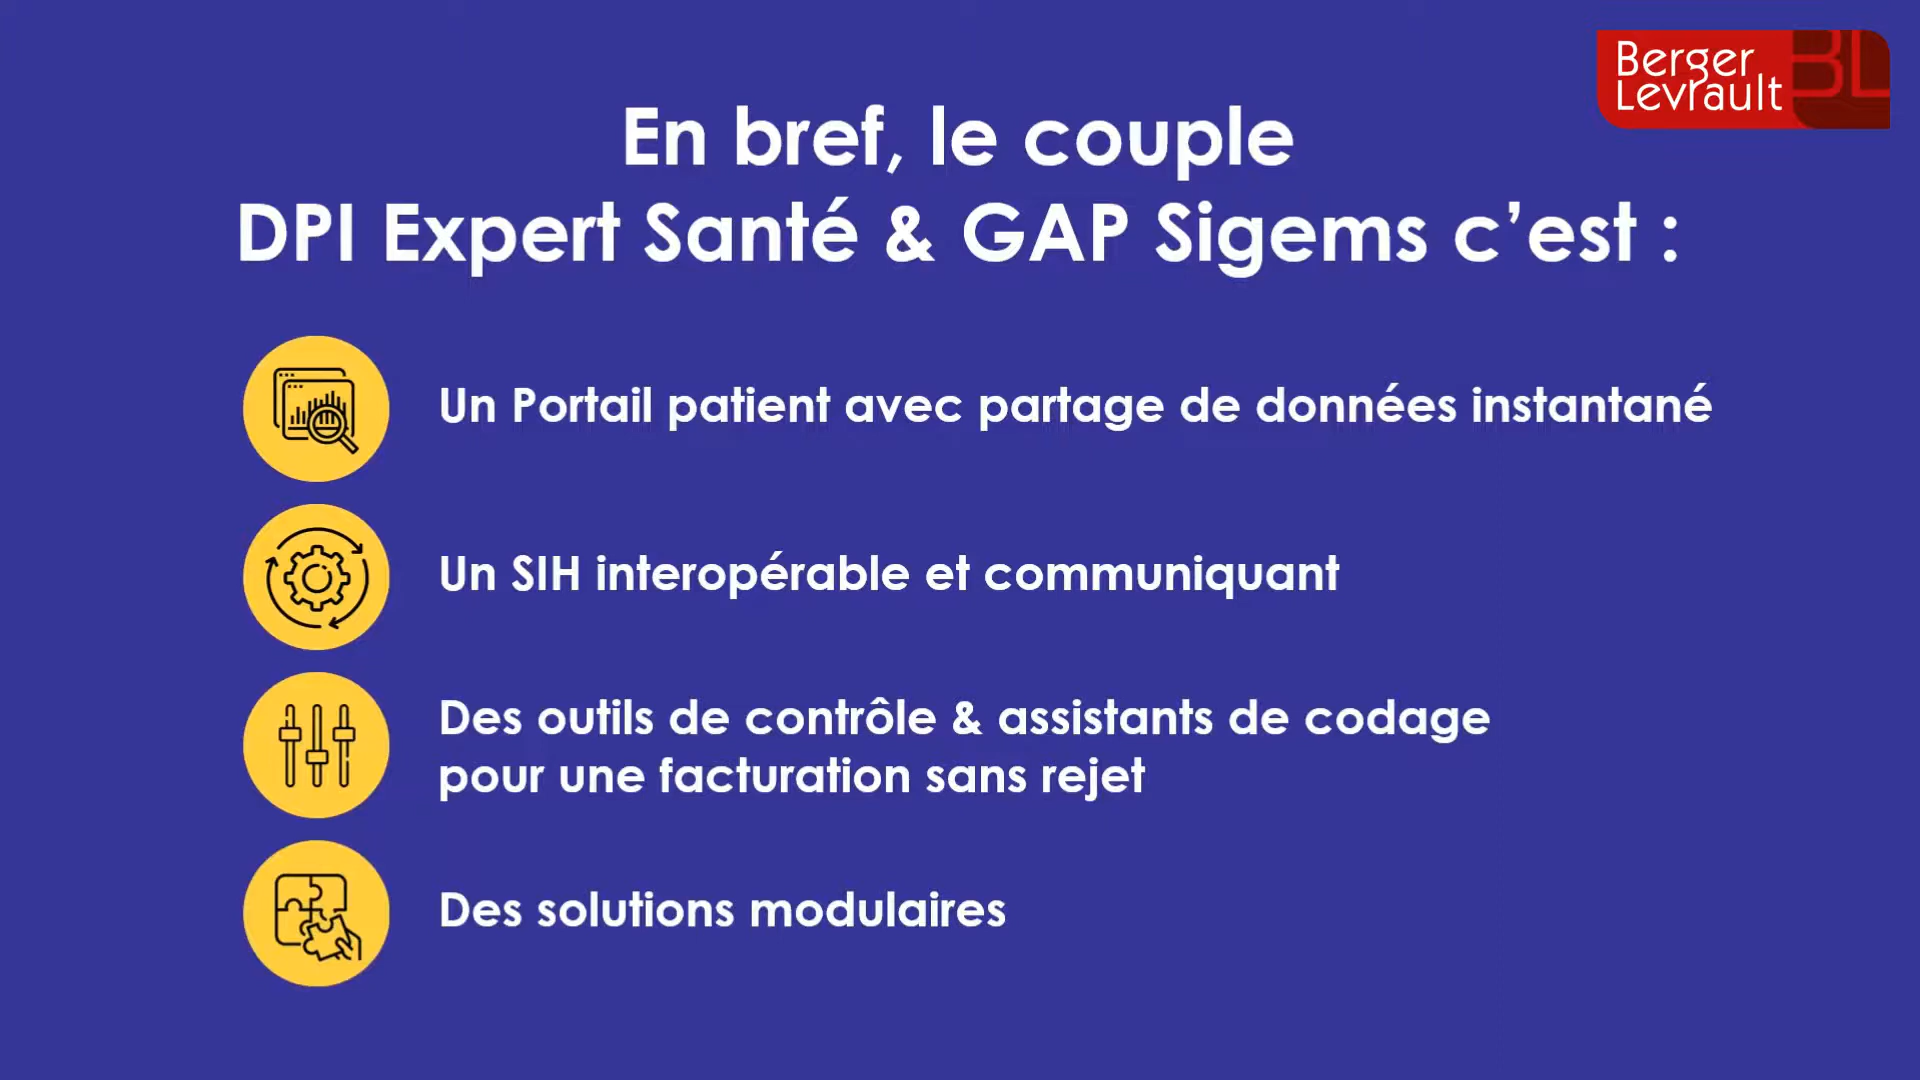 Berger
Levrault
BL
En bref, le couple
DPI Expert Santé & GAP Sigems c’est :
Un Portail patient avec partage de données instantané
Un SIH interopérable et communiquant
Des outils de contrôle & assistants de codage
pour une facturation sans rejet
Des solutions modulaires